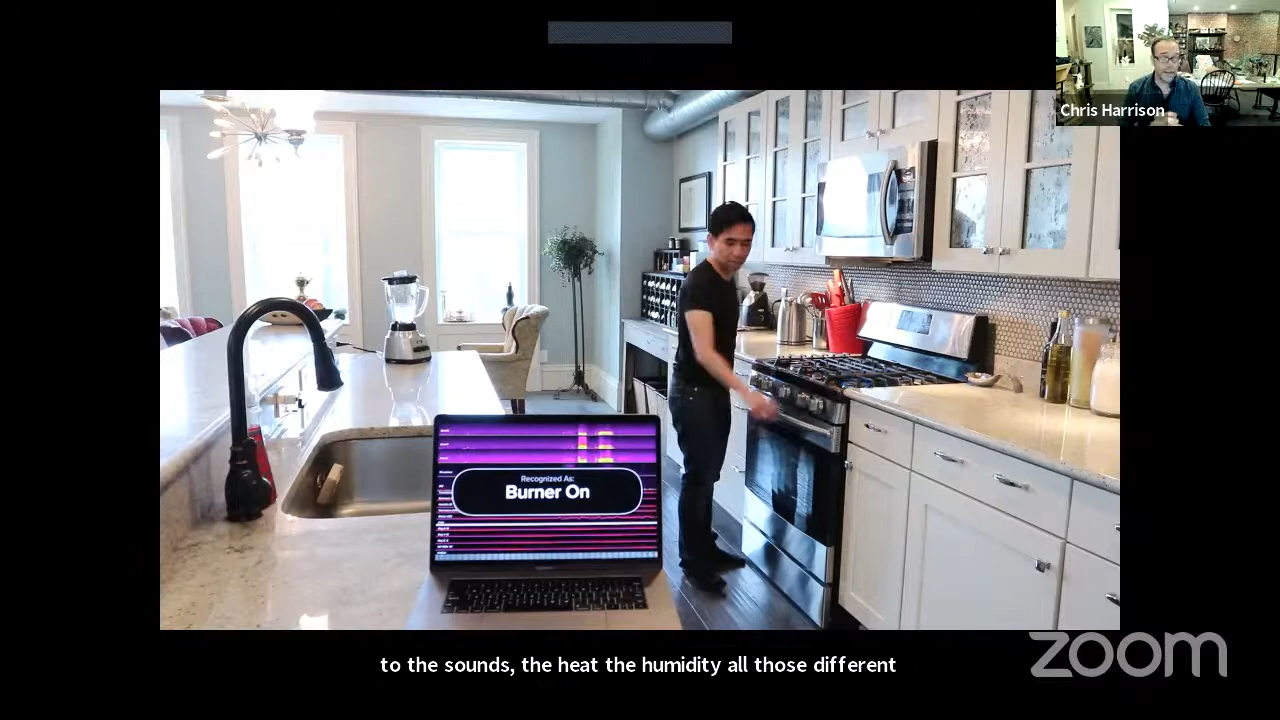 Chris Harrison
Recognized As:
Burner On
to the sounds, the heat the humidity all those different
zoom